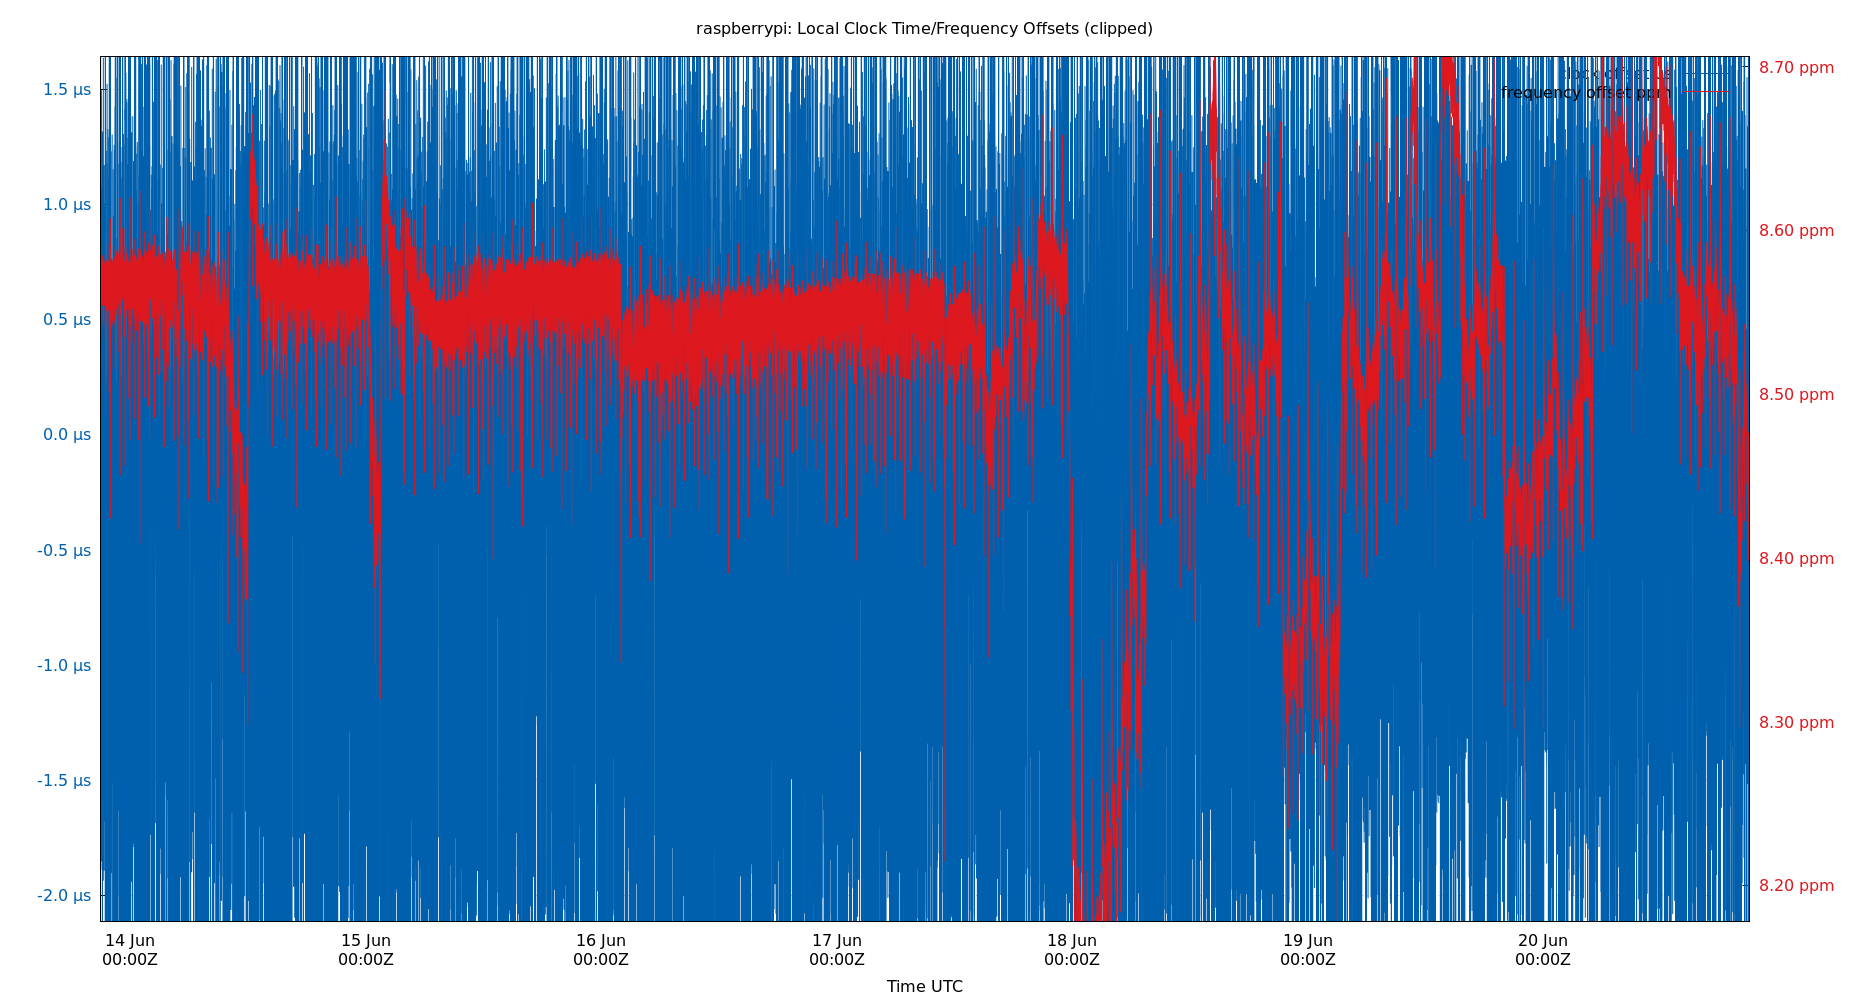 raspberrypi: Local Clock Time/Frequency Offsets (clipped)
clock offset µs
frequency offset ppm
1.5 µs
1.0 µs
0.5 µs
0.0 µs
-0.5 µs
-1.0 µs
-1.5 µs
-2.0 µs
8.70 ppm
8.60 ppm
8.50 ppm
8.40 ppm
8.30 ppm
8.20 ppm
14 Jun
00:00Z
15 Jun
00:00Z
16 Jun
00:00Z
17 Jun
00:00Z
18 Jun
00:00Z
19 Jun
00:00Z
20 Jun
00:00Z
Time UTC